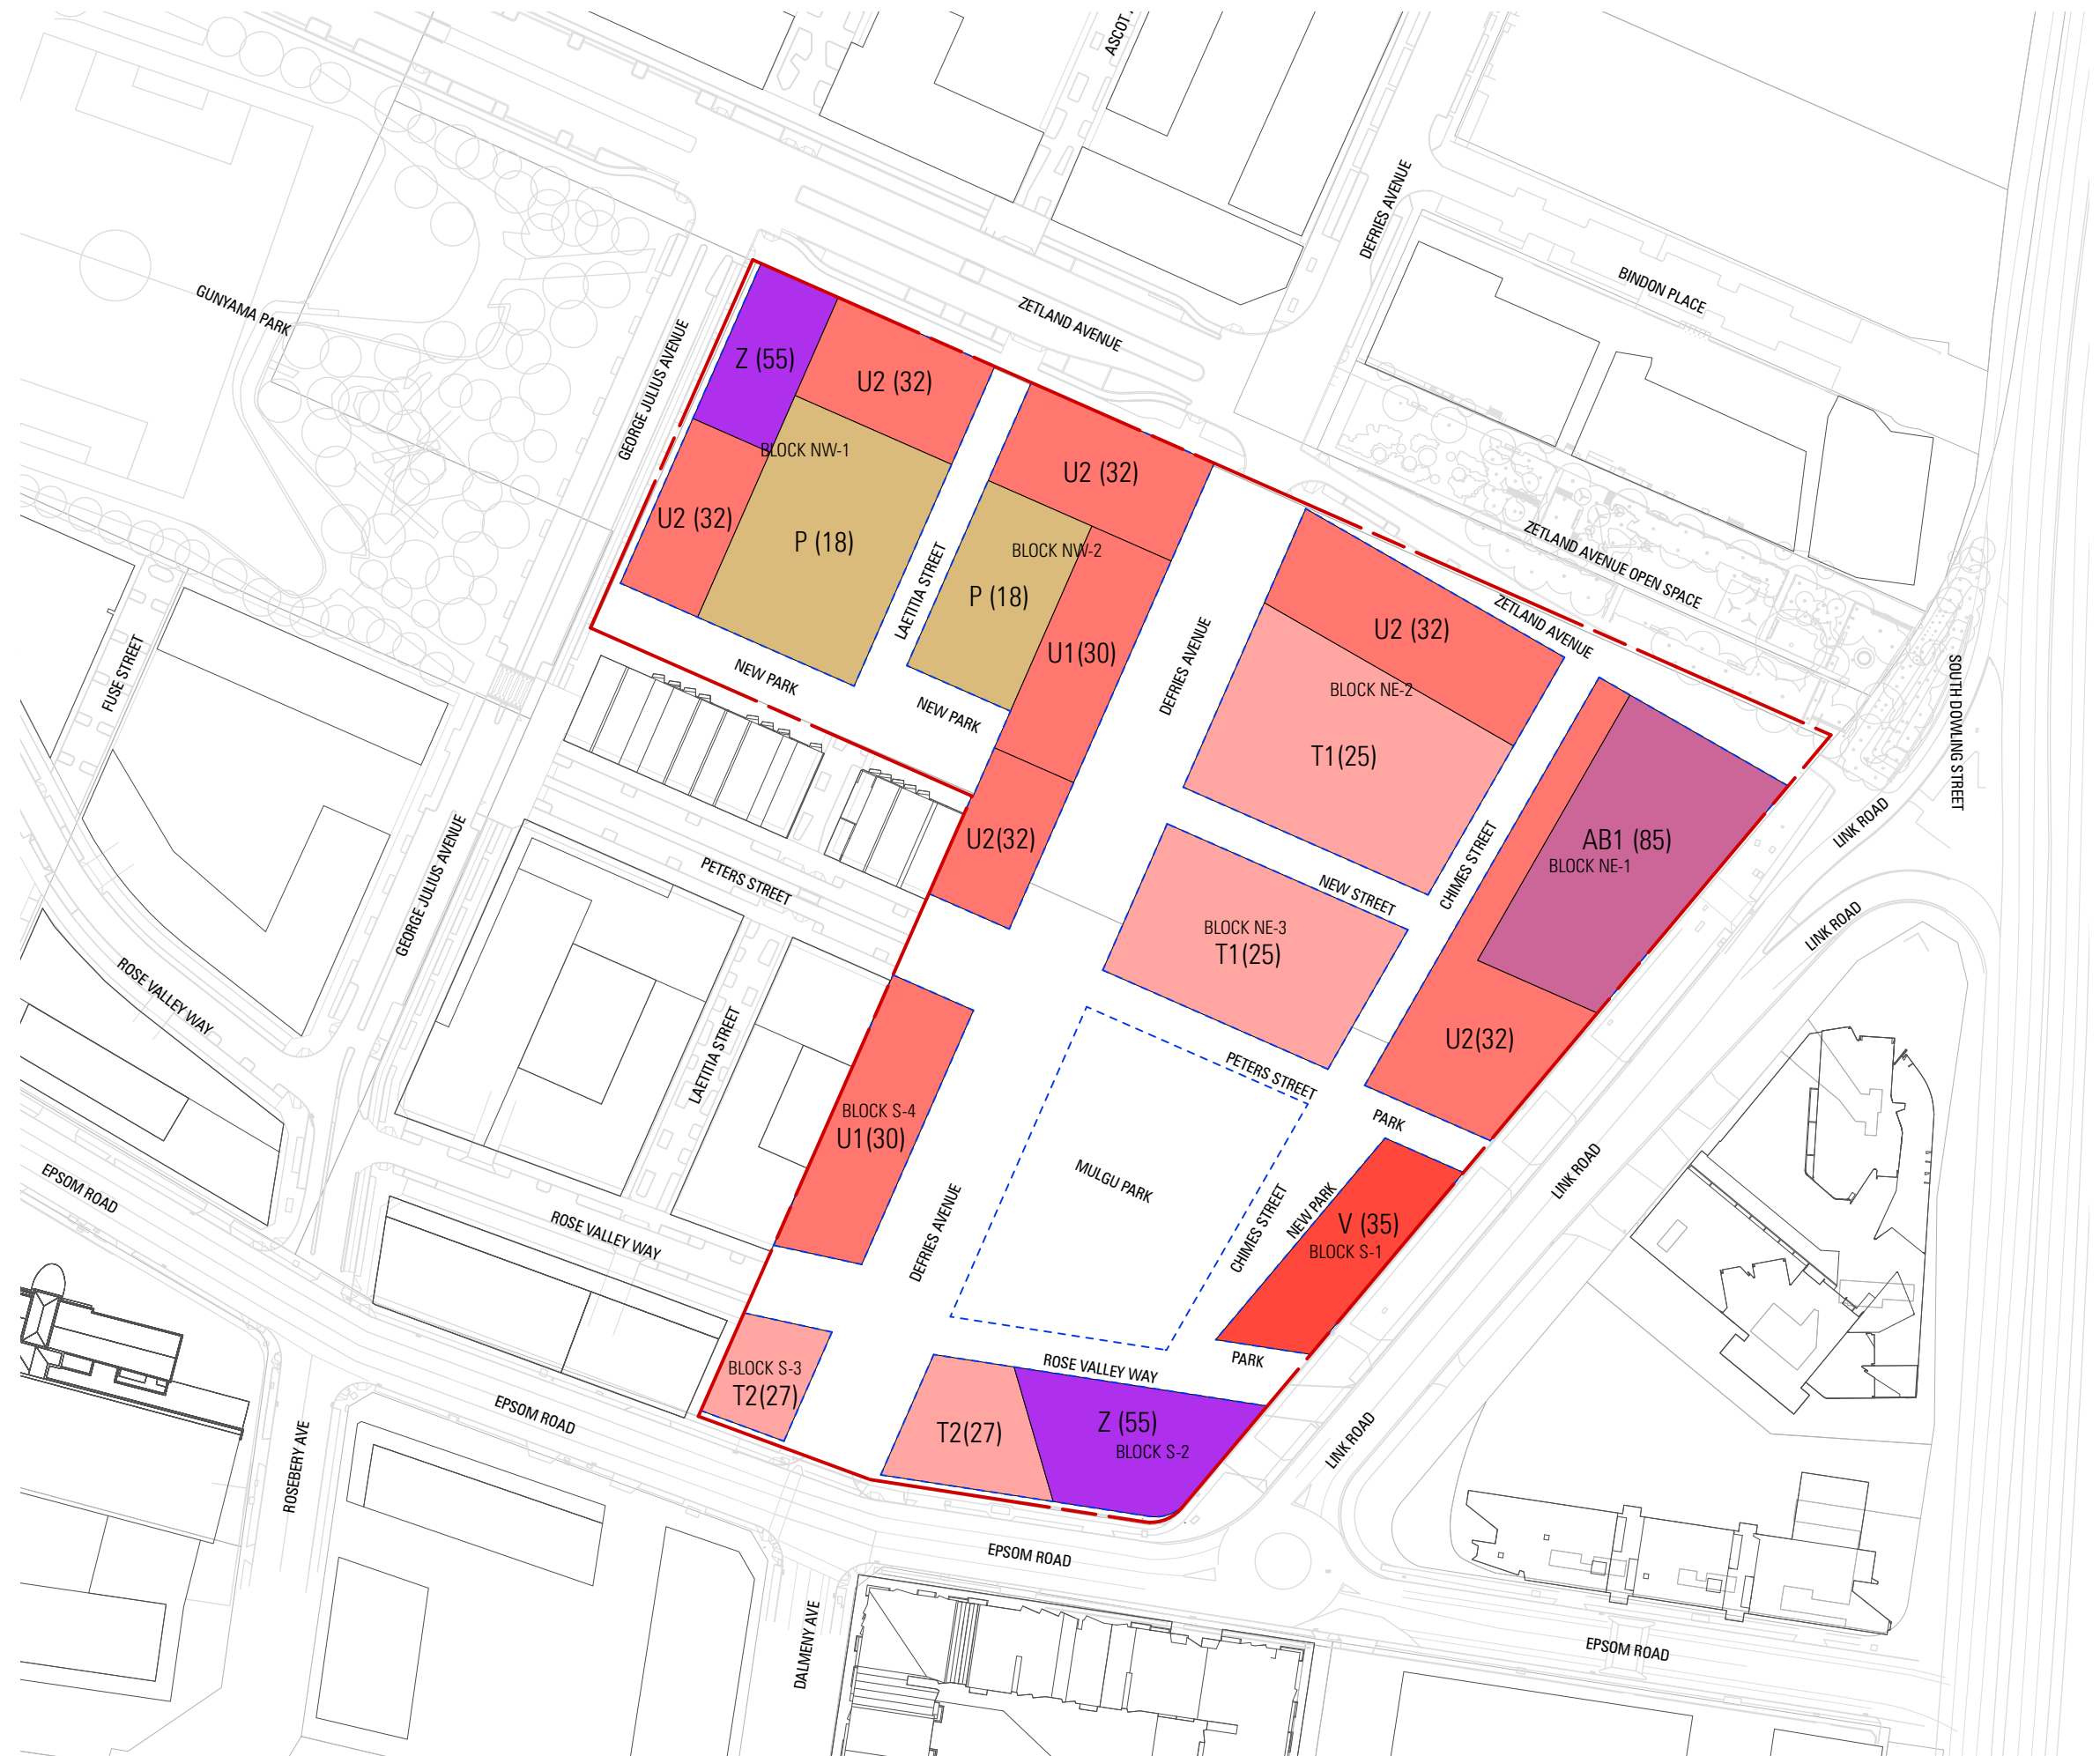 ASCOT
DEFRIES AVENUE
BINDON PLACE
GUNYAMA PARK
ZETLAND AVENUE
GEORGE JULIUS AVENUE
Z (55)
U2 (32)
BLOCK NW-1
U2 (32)
P (18)
U2 (32)
BLOCK NW-2
P (18)
LAETITIA STREET
U1(30)
ZETLAND AVENUE OPEN SPACE
ZETLAND AVENUE
U2 (32)
BLOCK NE-2
T1(25)
DEFRIES AVENUE
SOUTH DOWLING STREET
FUSE STREET
NEW PARK
NEW PARK
U2(32)
AB1 (85)
BLOCK NE-1
LINK ROAD
LINK ROAD
CHIMES STREET
NEW STREET
PETERS STREET
GEORGE JULIUS AVENUE
BLOCK NE-3
T1(25)
ROSE VALLEY WAY
U2(32)
LAETITIA STREET
PETERS STREET
PARK
BLOCK S-4
U1(30)
MULGU PARK
EPSOM ROAD
LINK ROAD
NEW PARK
V (35)
BLOCK S-1
CHIMES STREET
DEFRIES AVENUE
ROSE VALLEY WAY
PARK
ROSE VALLEY WAY
BLOCK S-3
T2(27)
EPSOM ROAD
T2(27)
Z (55)
BLOCK S-2
LINK ROAD
ROSEBERY AVE
EPSOM ROAD
DALMENY AVE
EPSOM ROAD